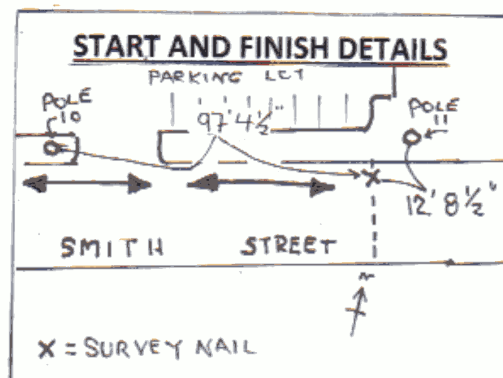 START AND FINISH DETAILS
PARKING LCT
POLE
10
97' 4½"
POLE
11
12' 8½"
SMITH STREET
N
X = SURVEY NAIL